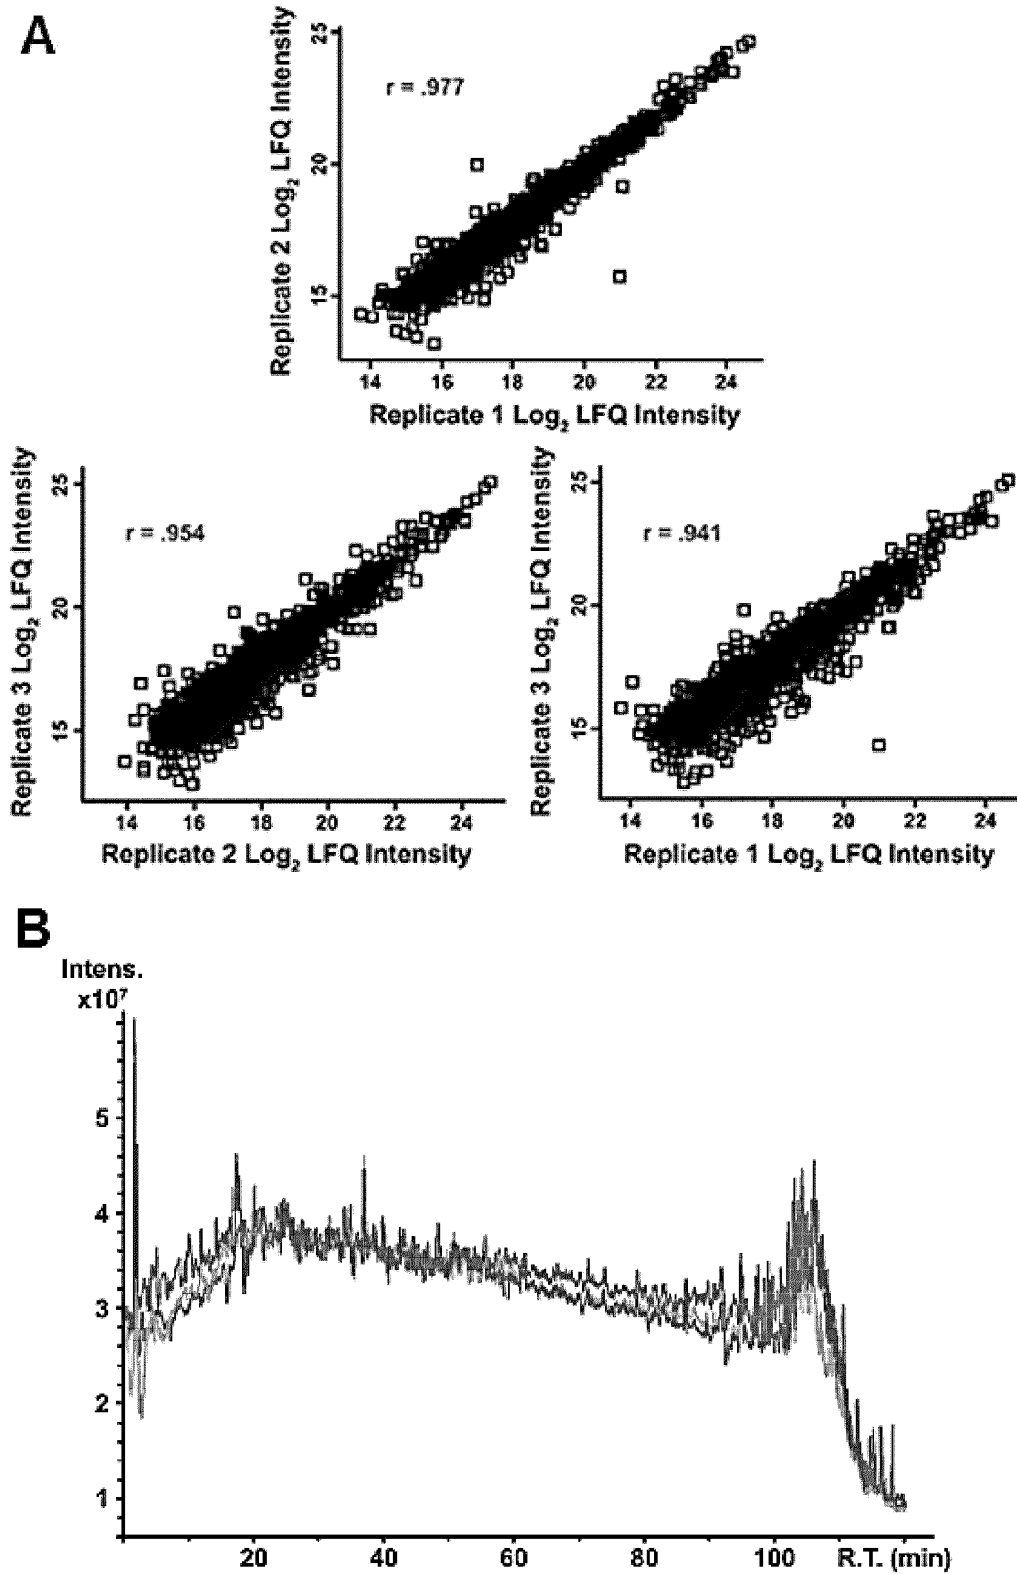 A
r = .977
25
20
15
Replicate 2 Log2 LFQ Intensity
14 16 18 20 22 24
Replicate 1 Log2 LFQ Intensity
r = .954
25
20
15
Replicate 3 Log2 LFQ Intensity
14 16 18 20 22 24
Replicate 2 Log2 LFQ Intensity
r = .941
25
20
15
Replicate 3 Log2 LFQ Intensity
14 16 18 20 22 24
Replicate 1 Log2 LFQ Intensity
B
Intens.
x10⁷
5
4
3
2
1
20 40 60 80 100 R.T. (min)